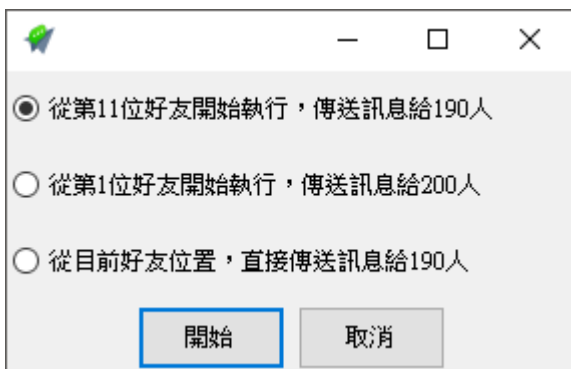 從第11位好友開始執行，傳送訊息給190人
從第1位好友開始執行，傳送訊息給200人
從目前好友位置，直接傳送訊息給190人
開始 取消